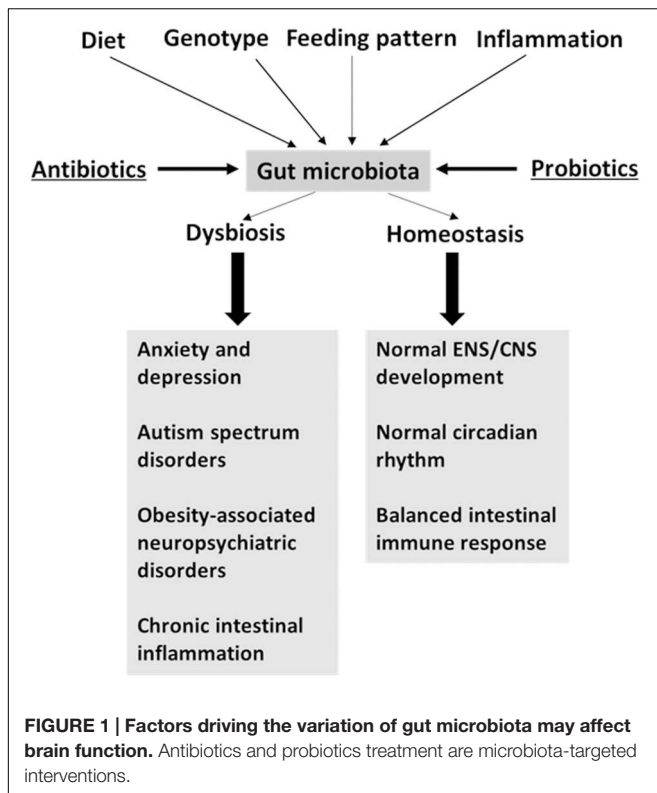 Diet Genotype Feeding pattern Inflammation
Antibiotics Gut microbiota Probiotics
Dysbiosis Homeostasis
Anxiety and
depression
Autism spectrum
disorders
Obesity-associated
neuropsychiatric
disorders
Chronic intestinal
inflammation
Normal ENS/CNS
development
Normal circadian
rhythm
Balanced intestinal
immune response
FIGURE 1 | Factors driving the variation of gut microbiota may affect
brain function. Antibiotics and probiotics treatment are microbiota-targeted
interventions.